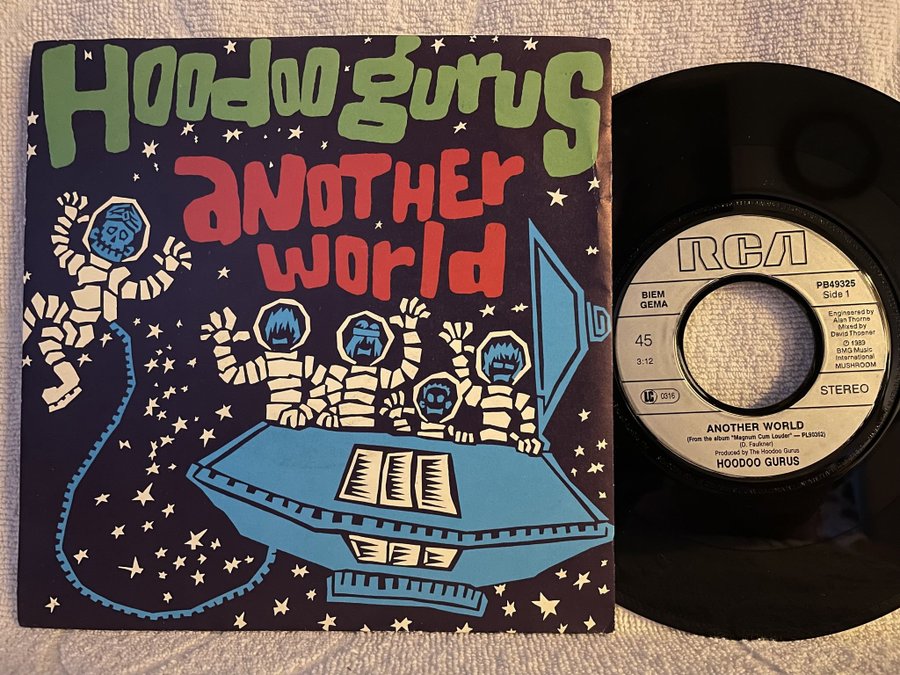 Hoodoo gurus
aNOTHER
world
RCA
BIEM
GEMA
PB49325
Side 1
45
3:12
LC 0316
Engineered by
Alan Thorne
Mixed by
David Thoener
℗ 1989
BMG Music
International
MUSHROOM
STEREO
ANOTHER WORLD
(From the album "Magnum Cum Louder" — PL90362)
(D. Faulkner)
Produced by The Hoodoo Gurus
HOODOO GURUS